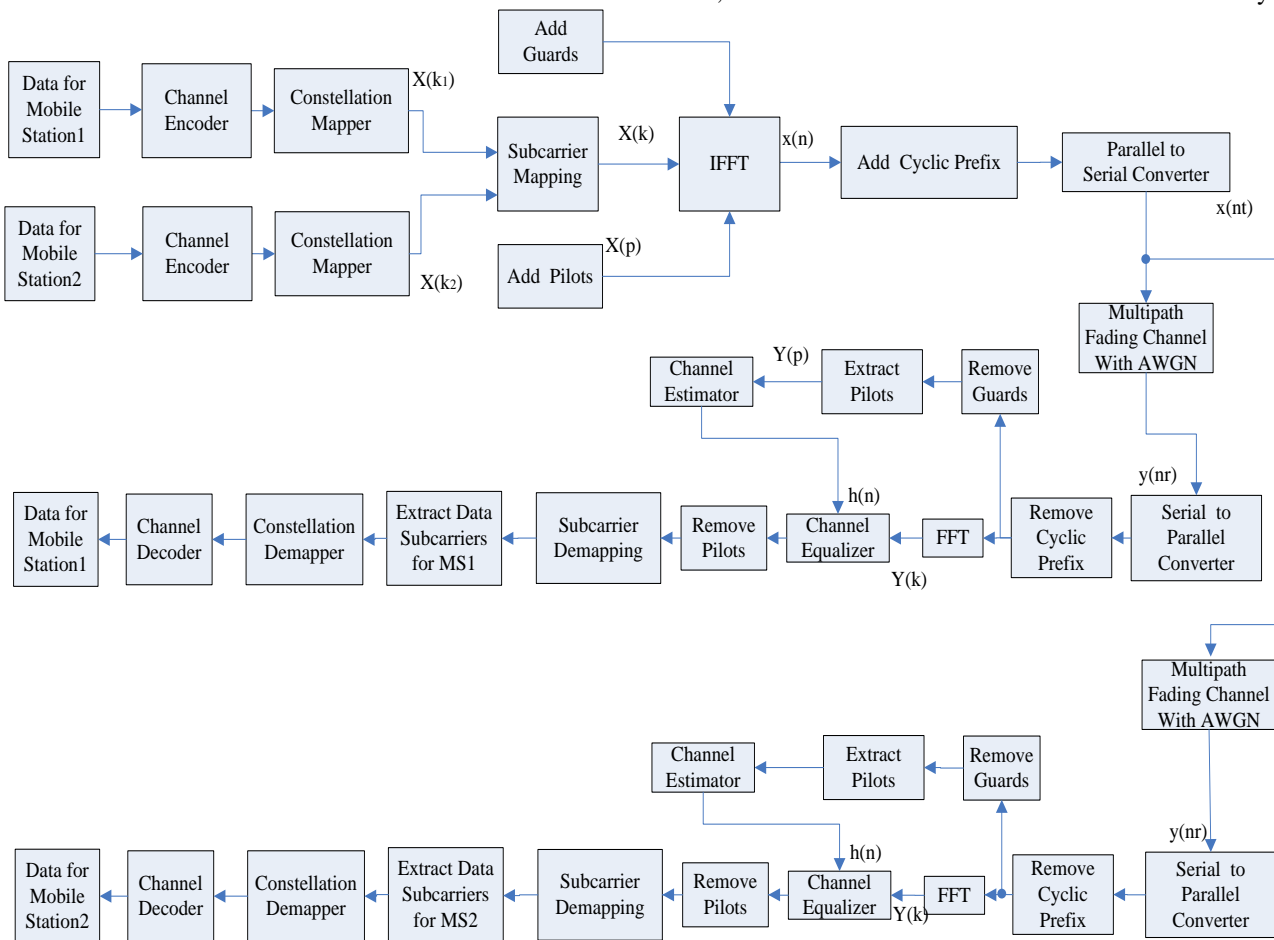 ,
y
Add
Guards
Data for
Mobile
Station1
Channel
Encoder
Constellation
Mapper
X(k1)
Subcarrier
Mapping
X(k)
IFFT
x(n)
Add Cyclic Prefix
Parallel to
Serial Converter
x(nt)
Data for
Mobile
Station2
Channel
Encoder
Constellation
Mapper
X(k2)
Add Pilots
X(p)
Multipath
Fading Channel
With AWGN
Channel
Estimator
Y(p)
Extract
Pilots
Remove
Guards
y(nr)
h(n)
Data for
Mobile
Station1
Channel
Decoder
Constellation
Demapper
Extract Data
Subcarriers
for MS1
Subcarrier
Demapping
Remove
Pilots
Channel
Equalizer
Y(k)
FFT
Remove
Cyclic
Prefix
Serial to
Parallel
Converter
Multipath
Fading Channel
With AWGN
Channel
Estimator
Extract
Pilots
Remove
Guards
y(nr)
h(n)
Data for
Mobile
Station2
Channel
Decoder
Constellation
Demapper
Extract Data
Subcarriers
for MS2
Subcarrier
Demapping
Remove
Pilots
Channel
Equalizer
Y(k)
FFT
Remove
Cyclic
Prefix
Serial to
Parallel
Converter